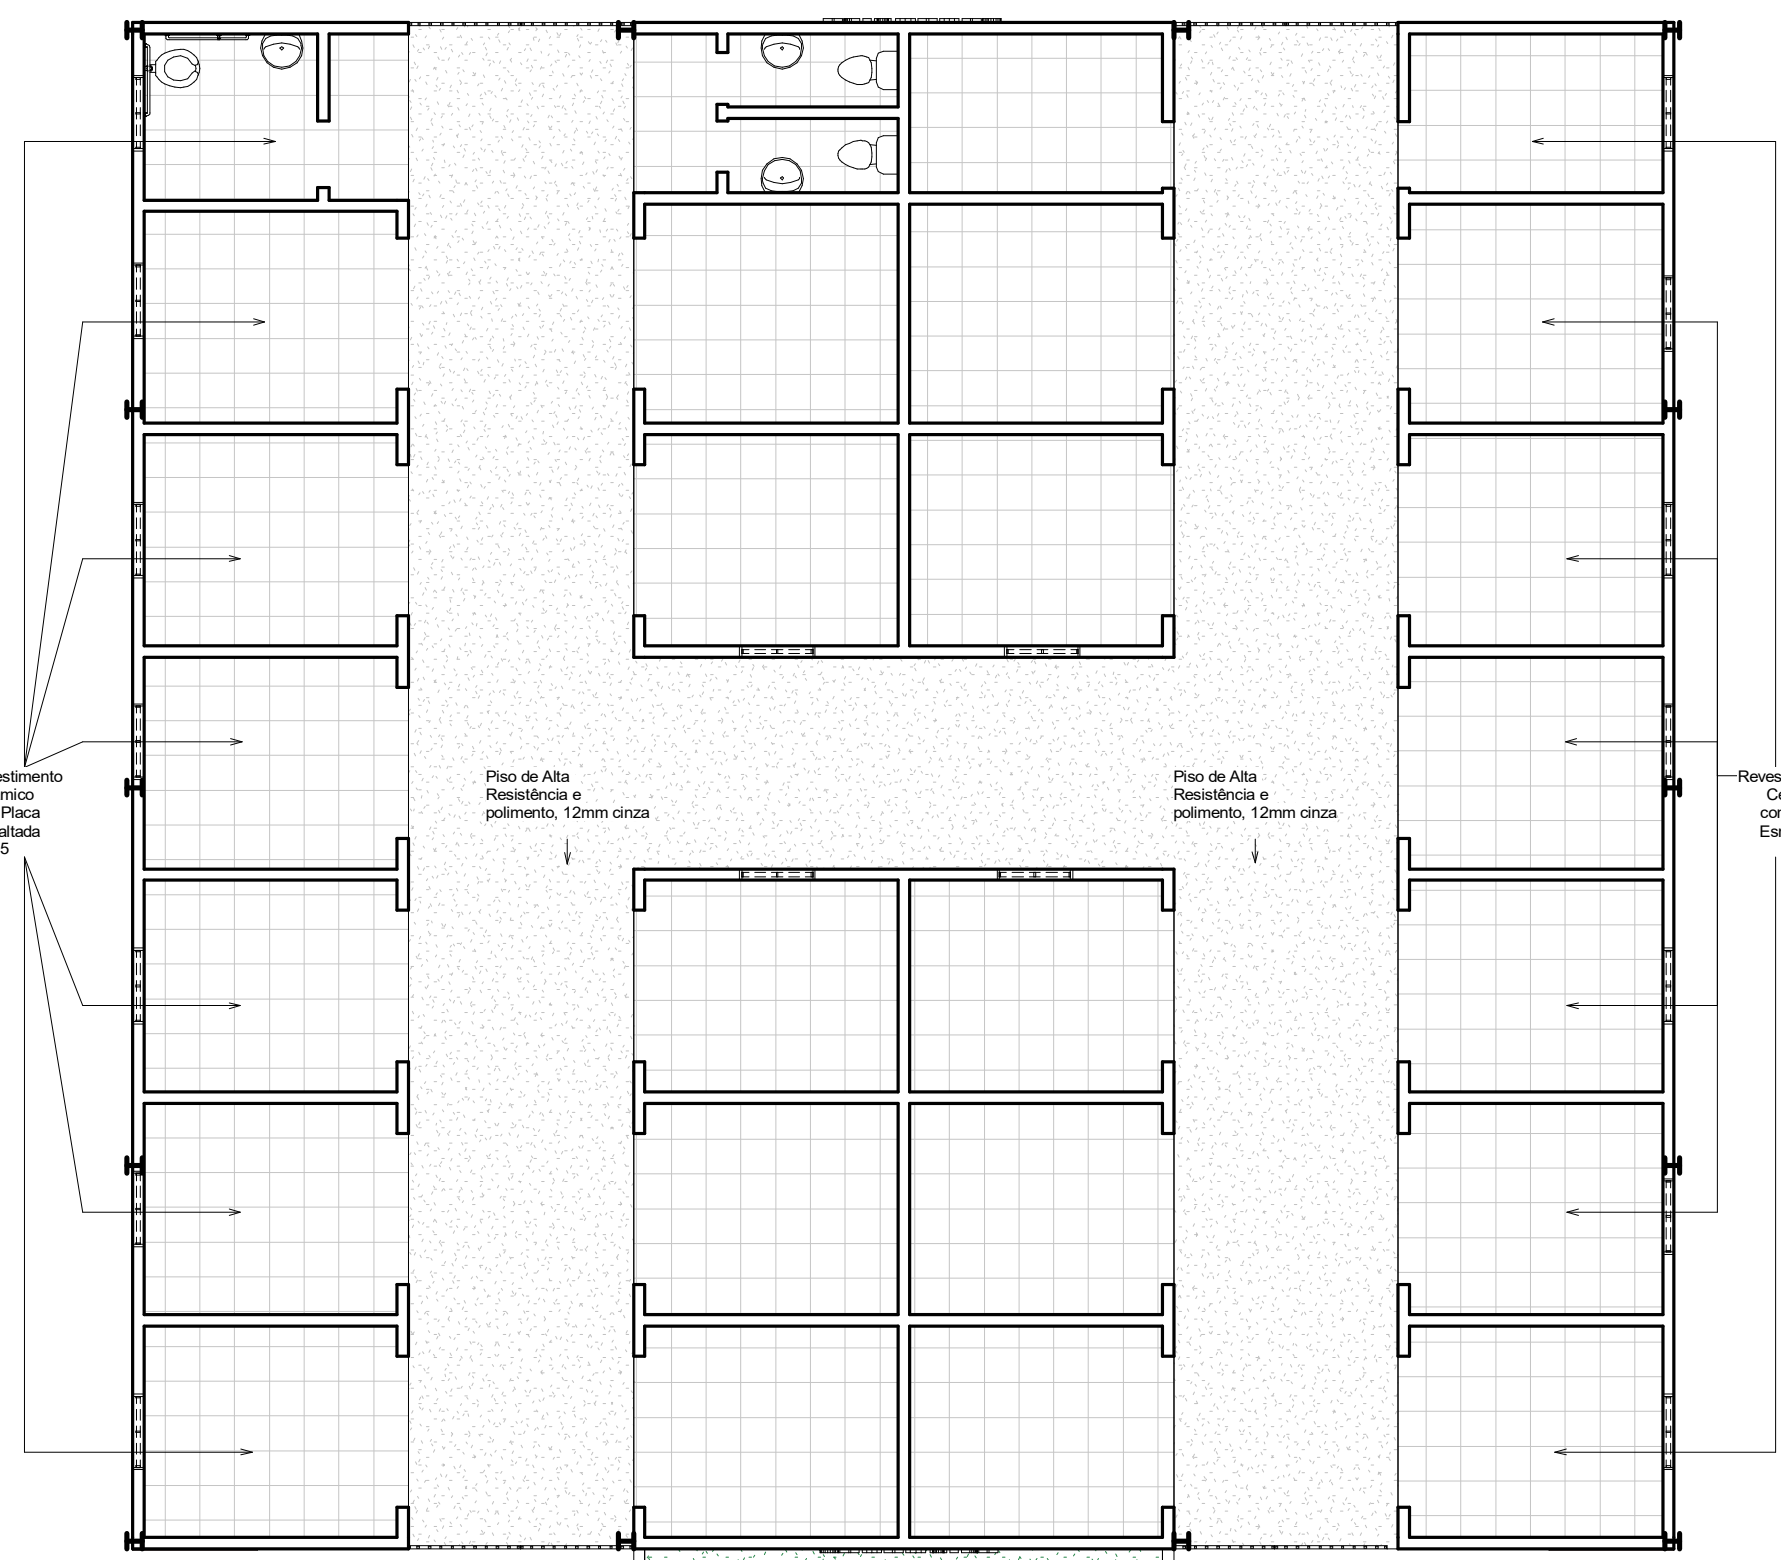 estimento
mico
Placa
altada
5
Piso de Alta
Resistência e
polimento, 12mm cinza
Piso de Alta
Resistência e
polimento, 12mm cinza
Reves
Ce
con
Esr